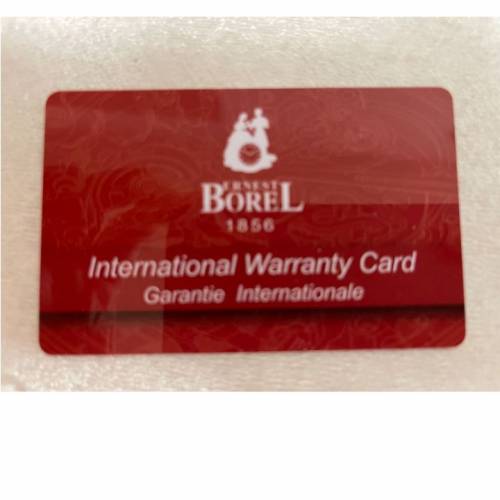 ERNEST
BOREL
1856
International Warranty Card
Garantie Internationale